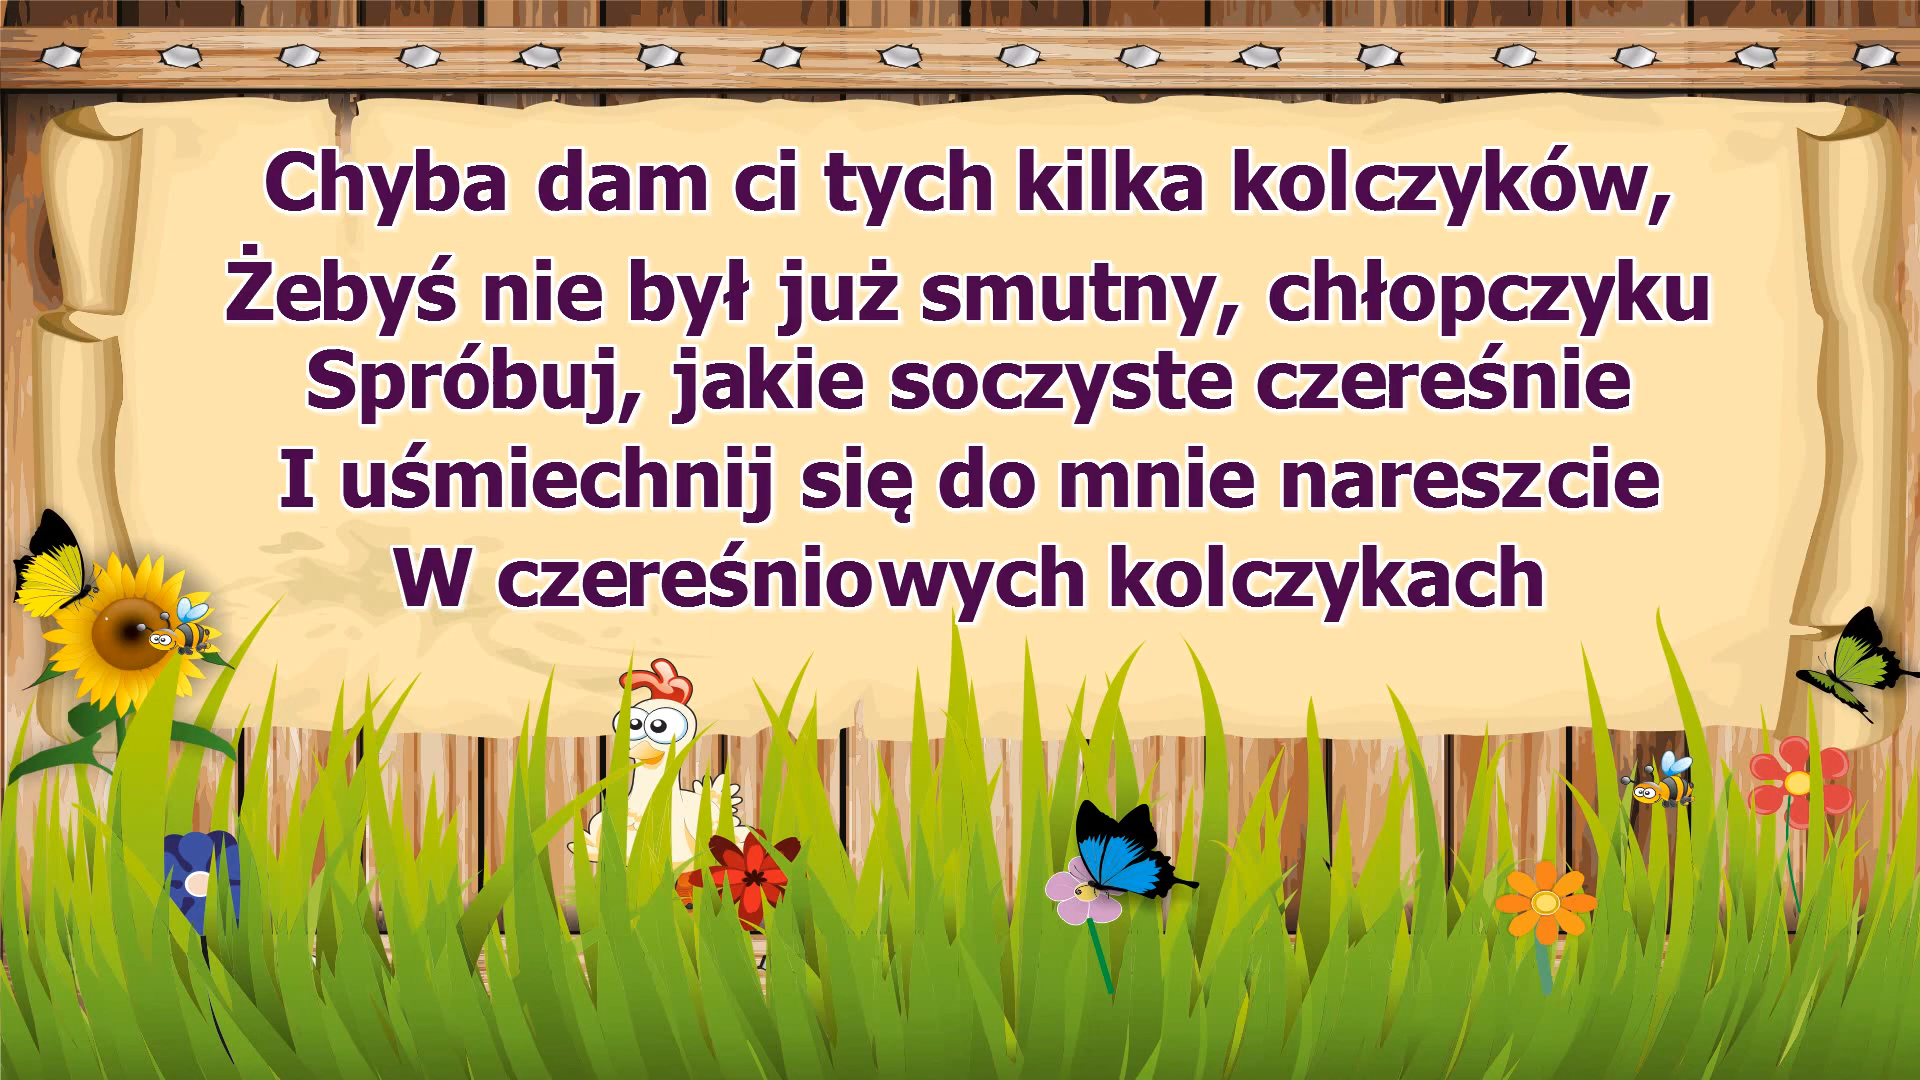 Chyba dam ci tych kilka kolczyków,
Żebyś nie był już smutny, chłopczyku
Spróbuj, jakie soczyste czereśnie
I uśmiechnij się do mnie nareszcie
W czereśniowych kolczykach